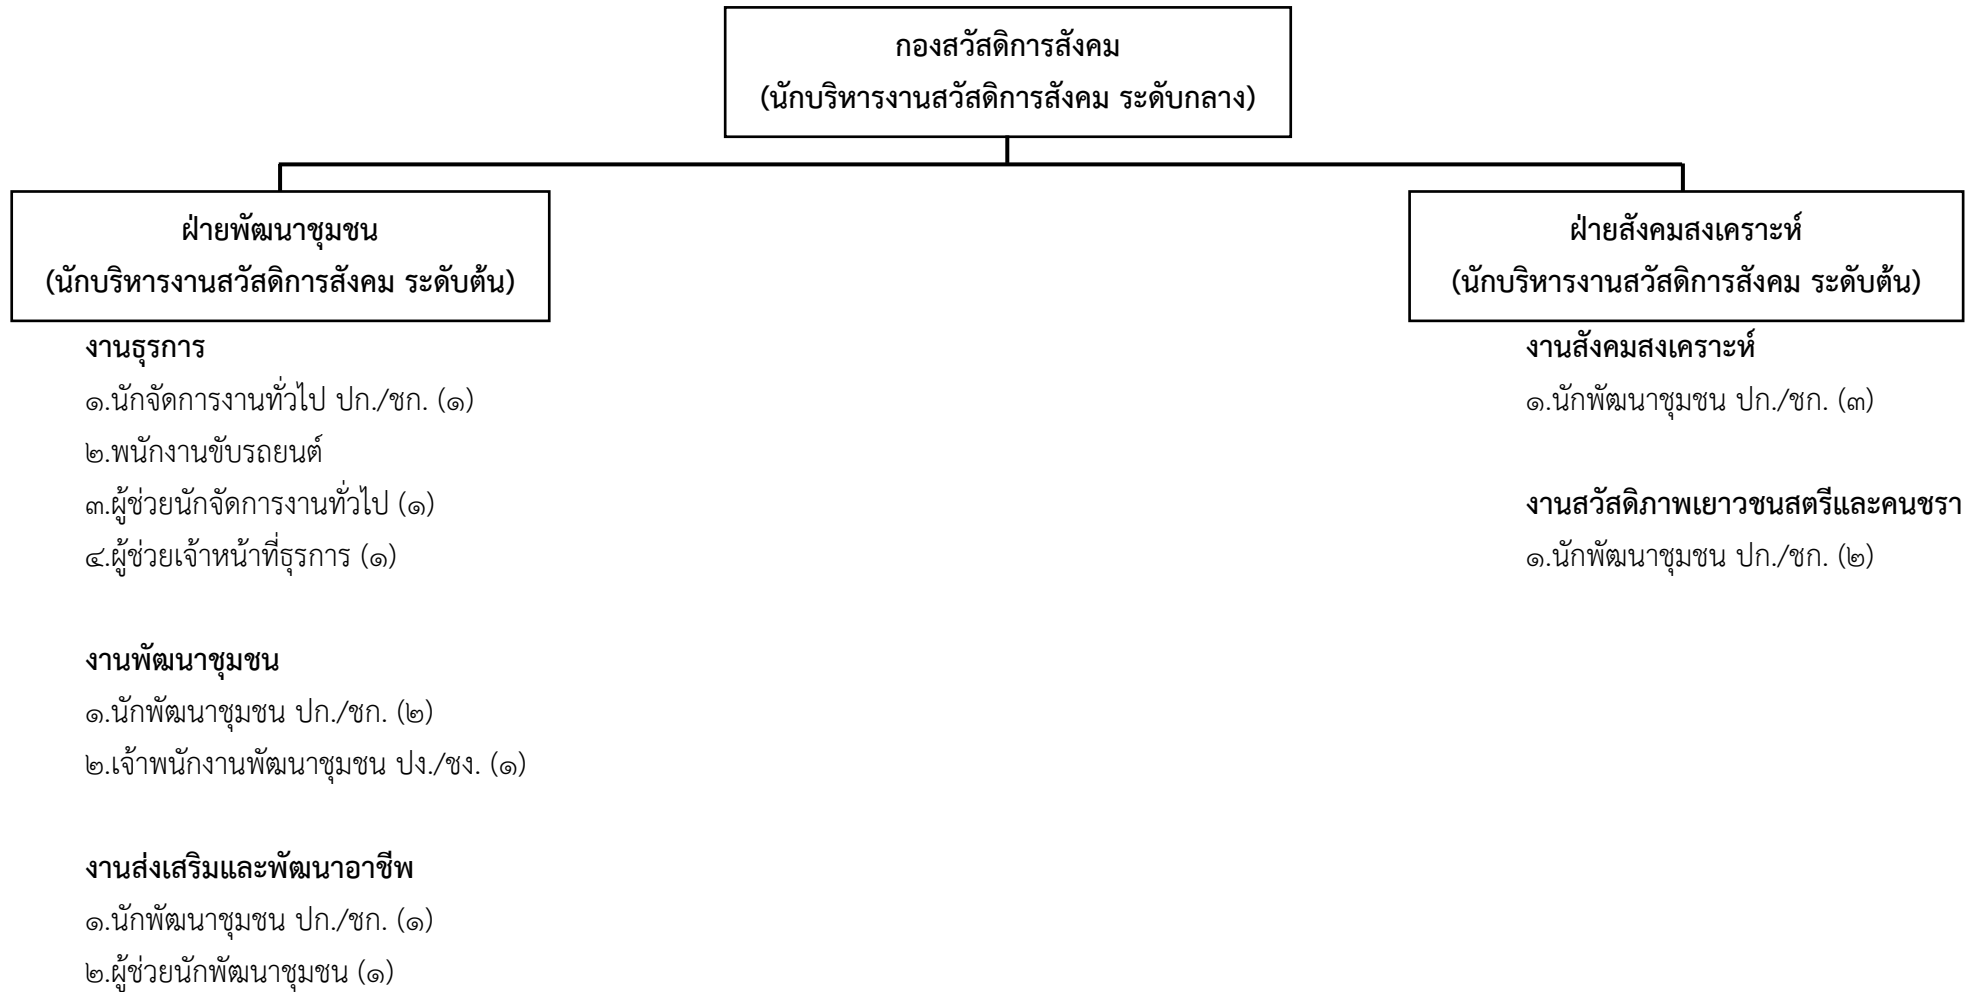 กองสวัสดิการสังคม
(นักบริหารงานสวัสดิการสังคม ระดับกลาง)
ฝ่ายพัฒนาชุมชน
(นักบริหารงานสวัสดิการสังคม ระดับต้น)
งานธุรการ
๑.นักจัดการงานทั่วไป ปก./ชก. (๑)
๒.พนักงานขับรถยนต์
๓.ผู้ช่วยนักจัดการงานทั่วไป (๑)
๔.ผู้ช่วยเจ้าหน้าที่ธุรการ (๑)
งานพัฒนาชุมชน
๑.นักพัฒนาชุมชน ปก./ชก. (๒)
๒.เจ้าพนักงานพัฒนาชุมชน ปง./ชง. (๑)
งานส่งเสริมและพัฒนาอาชีพ
๑.นักพัฒนาชุมชน ปก./ชก. (๑)
๒.ผู้ช่วยนักพัฒนาชุมชน (๑)
ฝ่ายสังคมสงเคราะห์
(นักบริหารงานสวัสดิการสังคม ระดับต้น)
งานสังคมสงเคราะห์
๑.นักพัฒนาชุมชน ปก./ชก. (๓)
งานสวัสดิภาพเยาวชนสตรีและคนชรา
๑.นักพัฒนาชุมชน ปก./ชก. (๒)